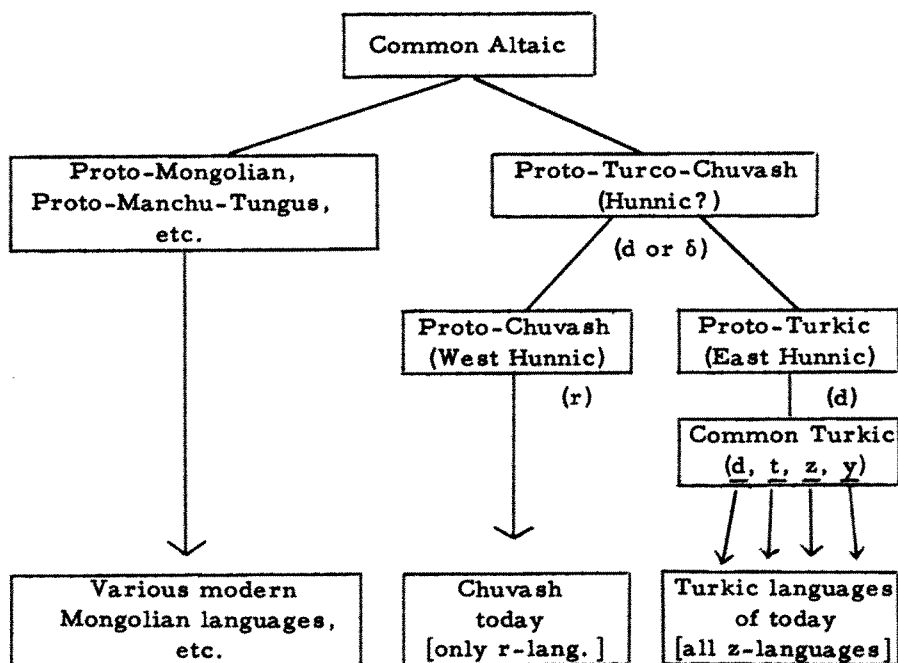 Common Altaic
Proto-Mongolian,
Proto-Manchu-Tungus,
etc.
Proto-Turco-Chuvash
(Hunnic?)
(d or δ)
Proto-Chuvash
(West Hunnic)
(r)
Proto-Turkic
(East Hunnic)
(d)
Common Turkic
(d, t, z, y)
Various modern
Mongolian languages,
etc.
Chuvash
today
[only r-lang.]
Turkic languages
of today
[all z-languages]